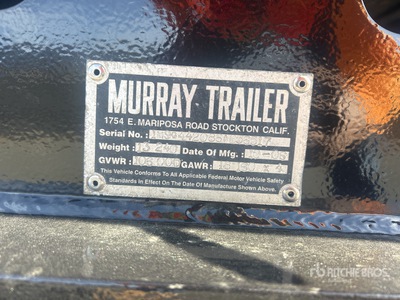 MURRAY TRAILER
1754 E. MARIPOSA ROAD STOCKTON CALIF.
Serial No.:
Weight: Date Of Mfg.:
GVWR: GAWR:
This Vehicle Conforms To All Applicable Federal Motor Vehicle Safety
Standards In Effect On The Date Of Manufacture Shown Above.
RITCHIE BROS.